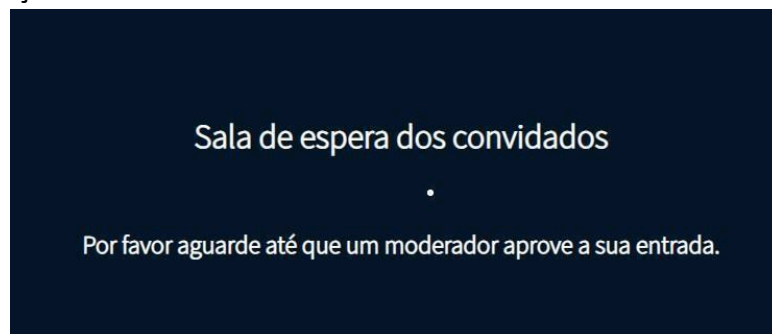 Sala de espera dos convidados
Por favor aguarde até que um moderador aprove a sua entrada.